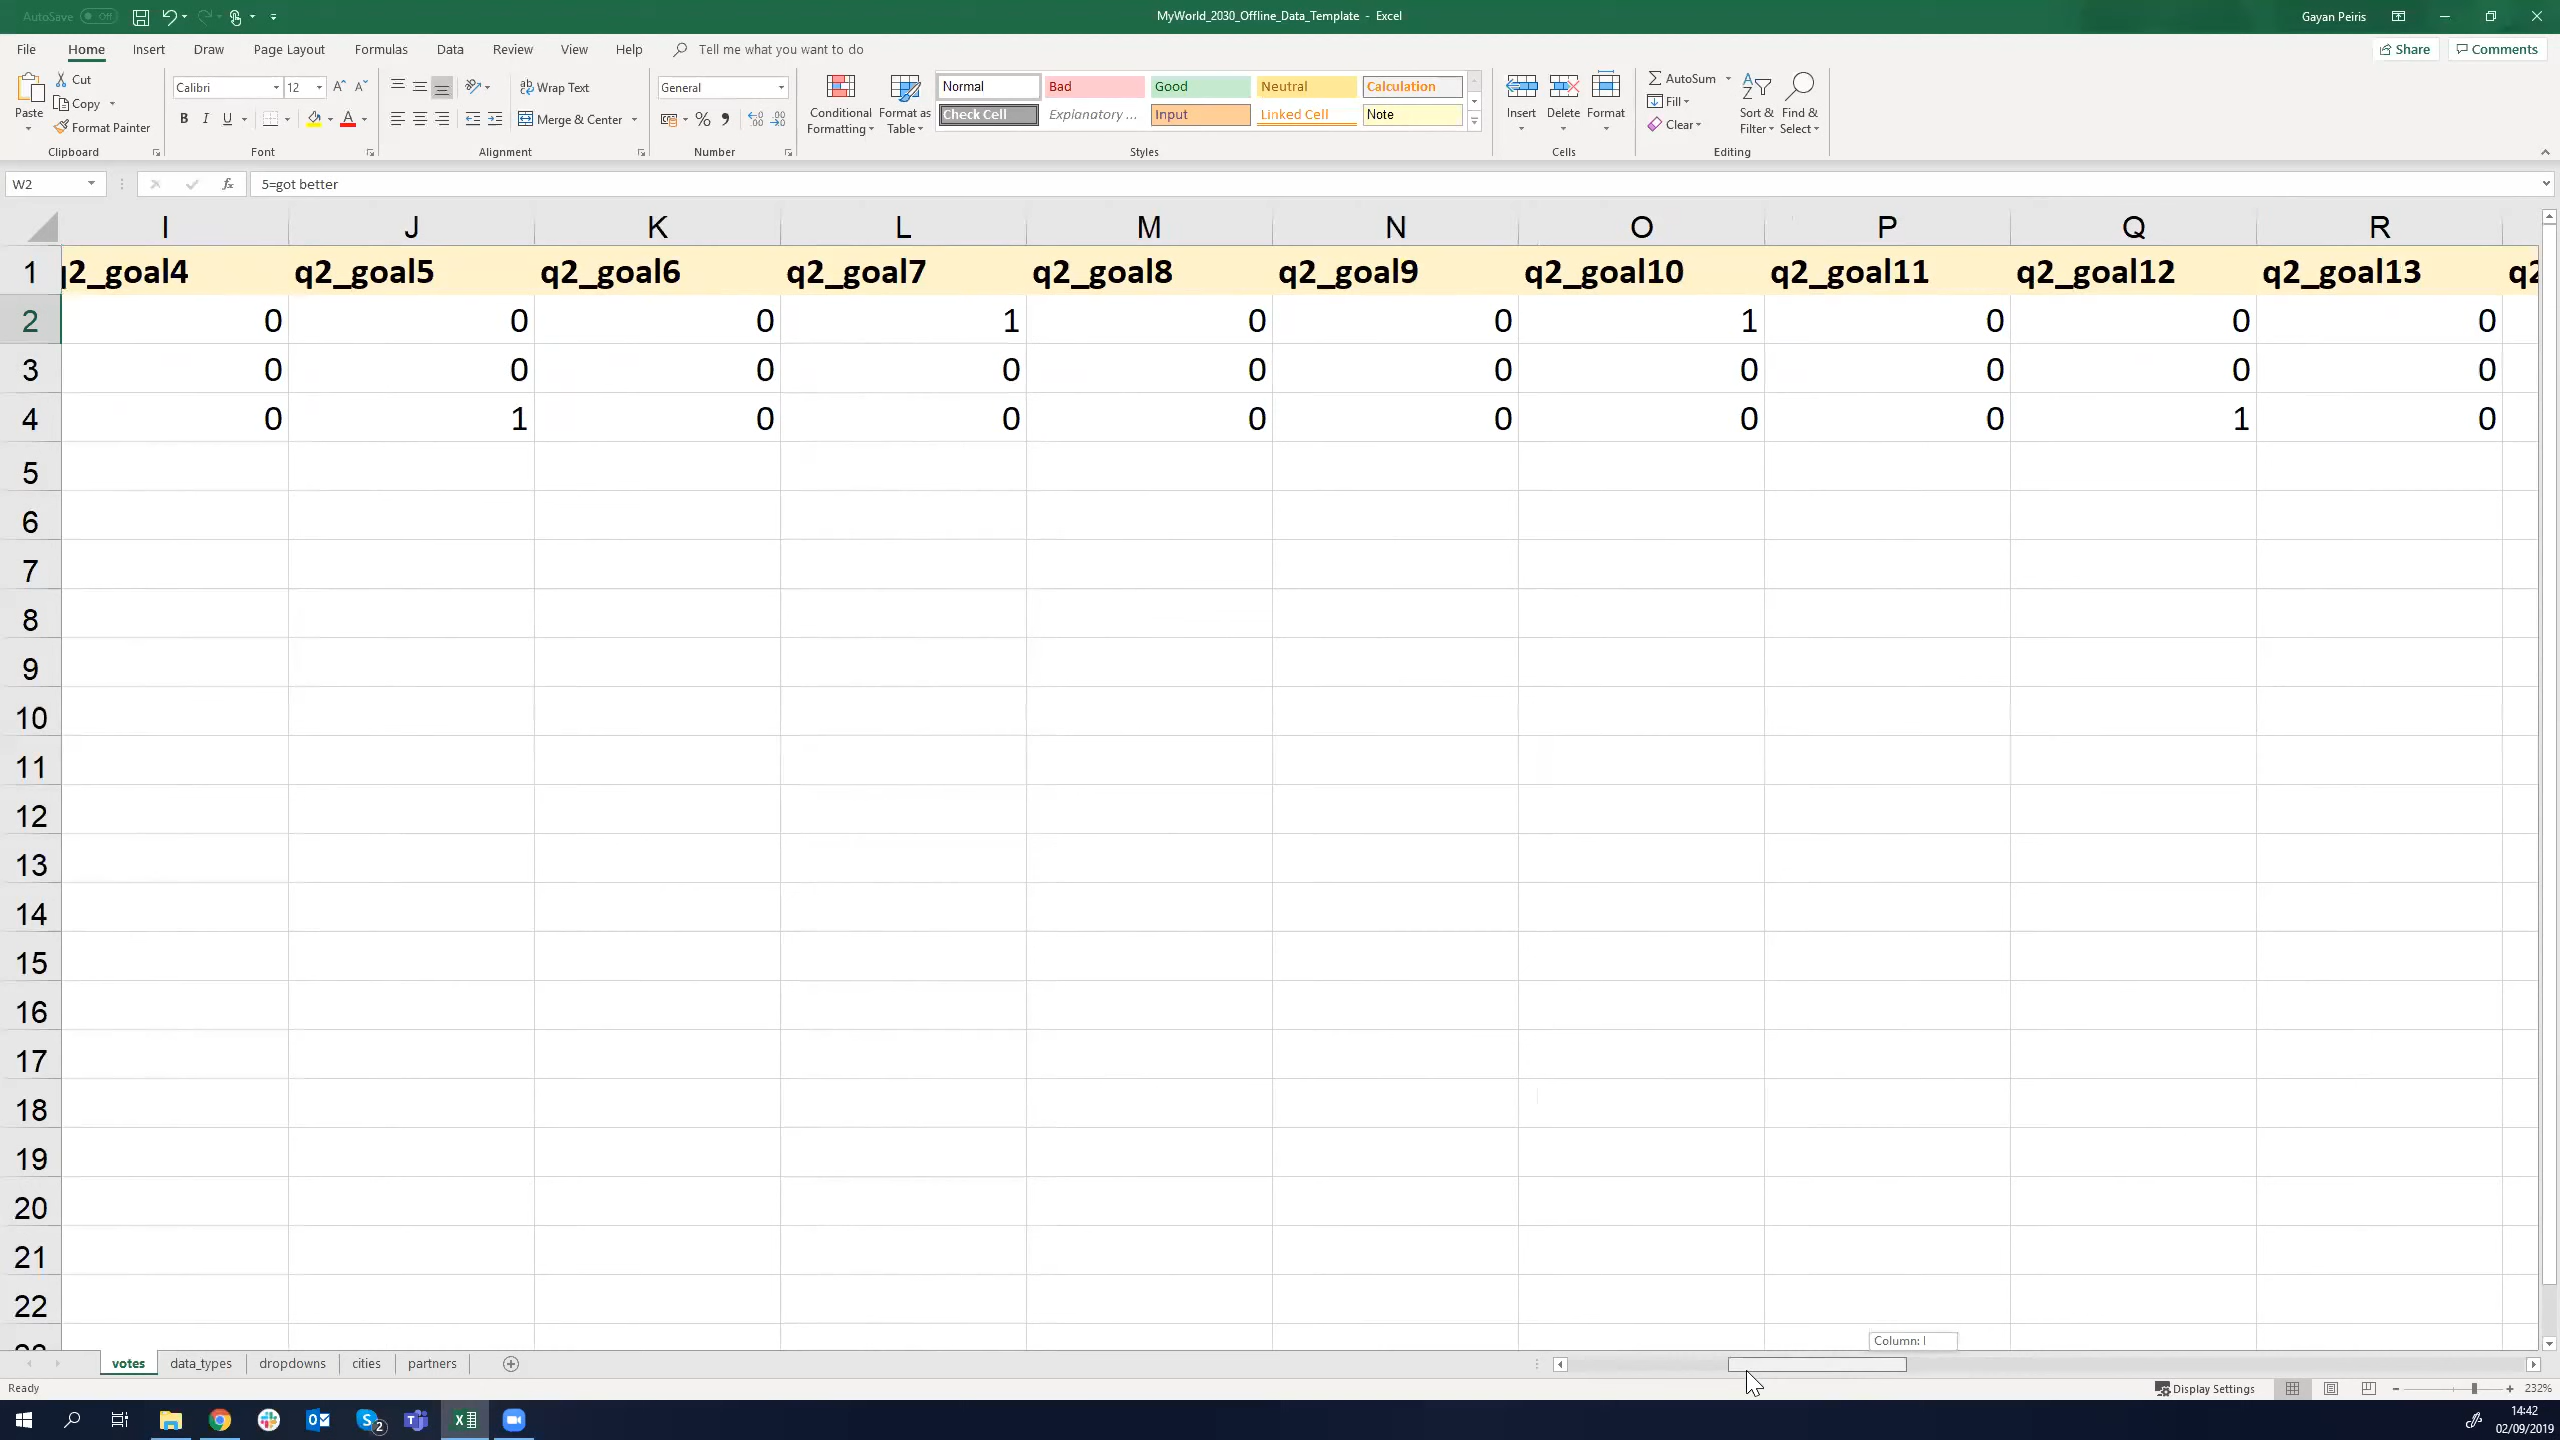 AutoSave Off
MyWorld_2030_Offline_Data_Template - Excel
Gayan Peiris
File Home Insert Draw Page Layout Formulas Data Review View Help Tell me what you want to do
Share Comments
Paste
Cut
Copy
Format Painter
Clipboard
Calibri 12
B I U
Font
Wrap Text
Merge & Center
Alignment
General
Number
Conditional Formatting
Format as Table
Normal Bad Good Neutral Calculation
Check Cell Explanatory ... Input Linked Cell Note
Styles
Insert Delete Format
Cells
AutoSum
Fill
Clear
Sort & Filter
Find & Select
Editing
W2 fx 5=got better
I J K L M N O P Q R
1 q2_goal4 q2_goal5 q2_goal6 q2_goal7 q2_goal8 q2_goal9 q2_goal10 q2_goal11 q2_goal12 q2_goal13 q2
2 0 0 0 1 0 0 1 0 0 0
3 0 0 0 0 0 0 0 0 0 0
4 0 1 0 0 0 0 0 0 1 0
5
6
7
8
9
10
11
12
13
14
15
16
17
18
19
20
21
22
Column: I
votes data_types dropdowns cities partners
Ready
Display Settings
232%
14:42
02/09/2019